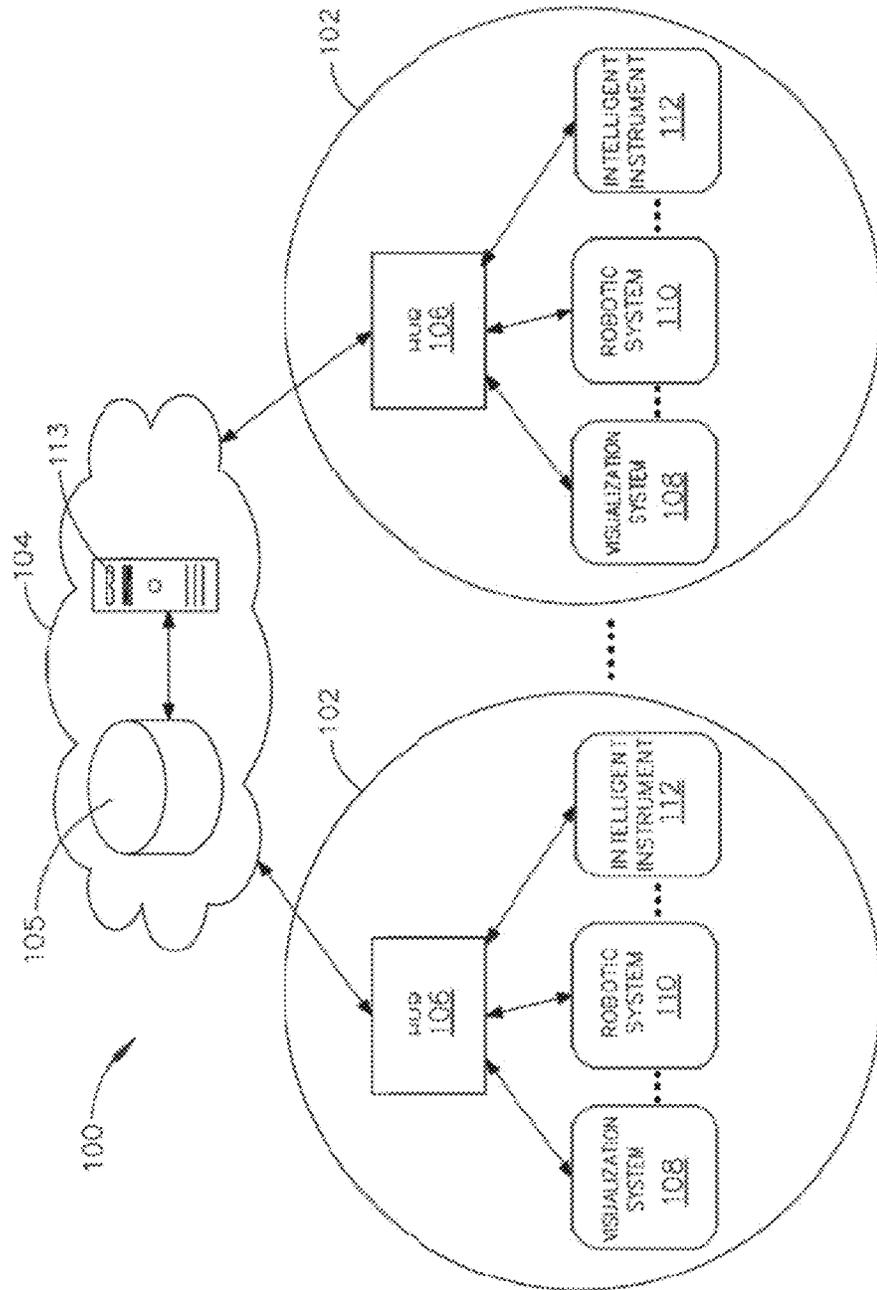 100
105
104
113
102
HUB
106
VISUALIZATION
SYSTEM
108
ROBOTIC
SYSTEM
110
INTELLIGENT
INSTRUMENT
112
102
HUB
106
VISUALIZATION
SYSTEM
108
ROBOTIC
SYSTEM
110
INTELLIGENT
INSTRUMENT
112